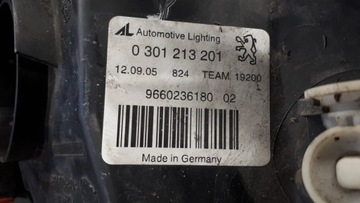 AL Automotive Lighting
0 301 213 201
12.09.05 824 TEAM. 19200
9660236180 02
Made in Germany